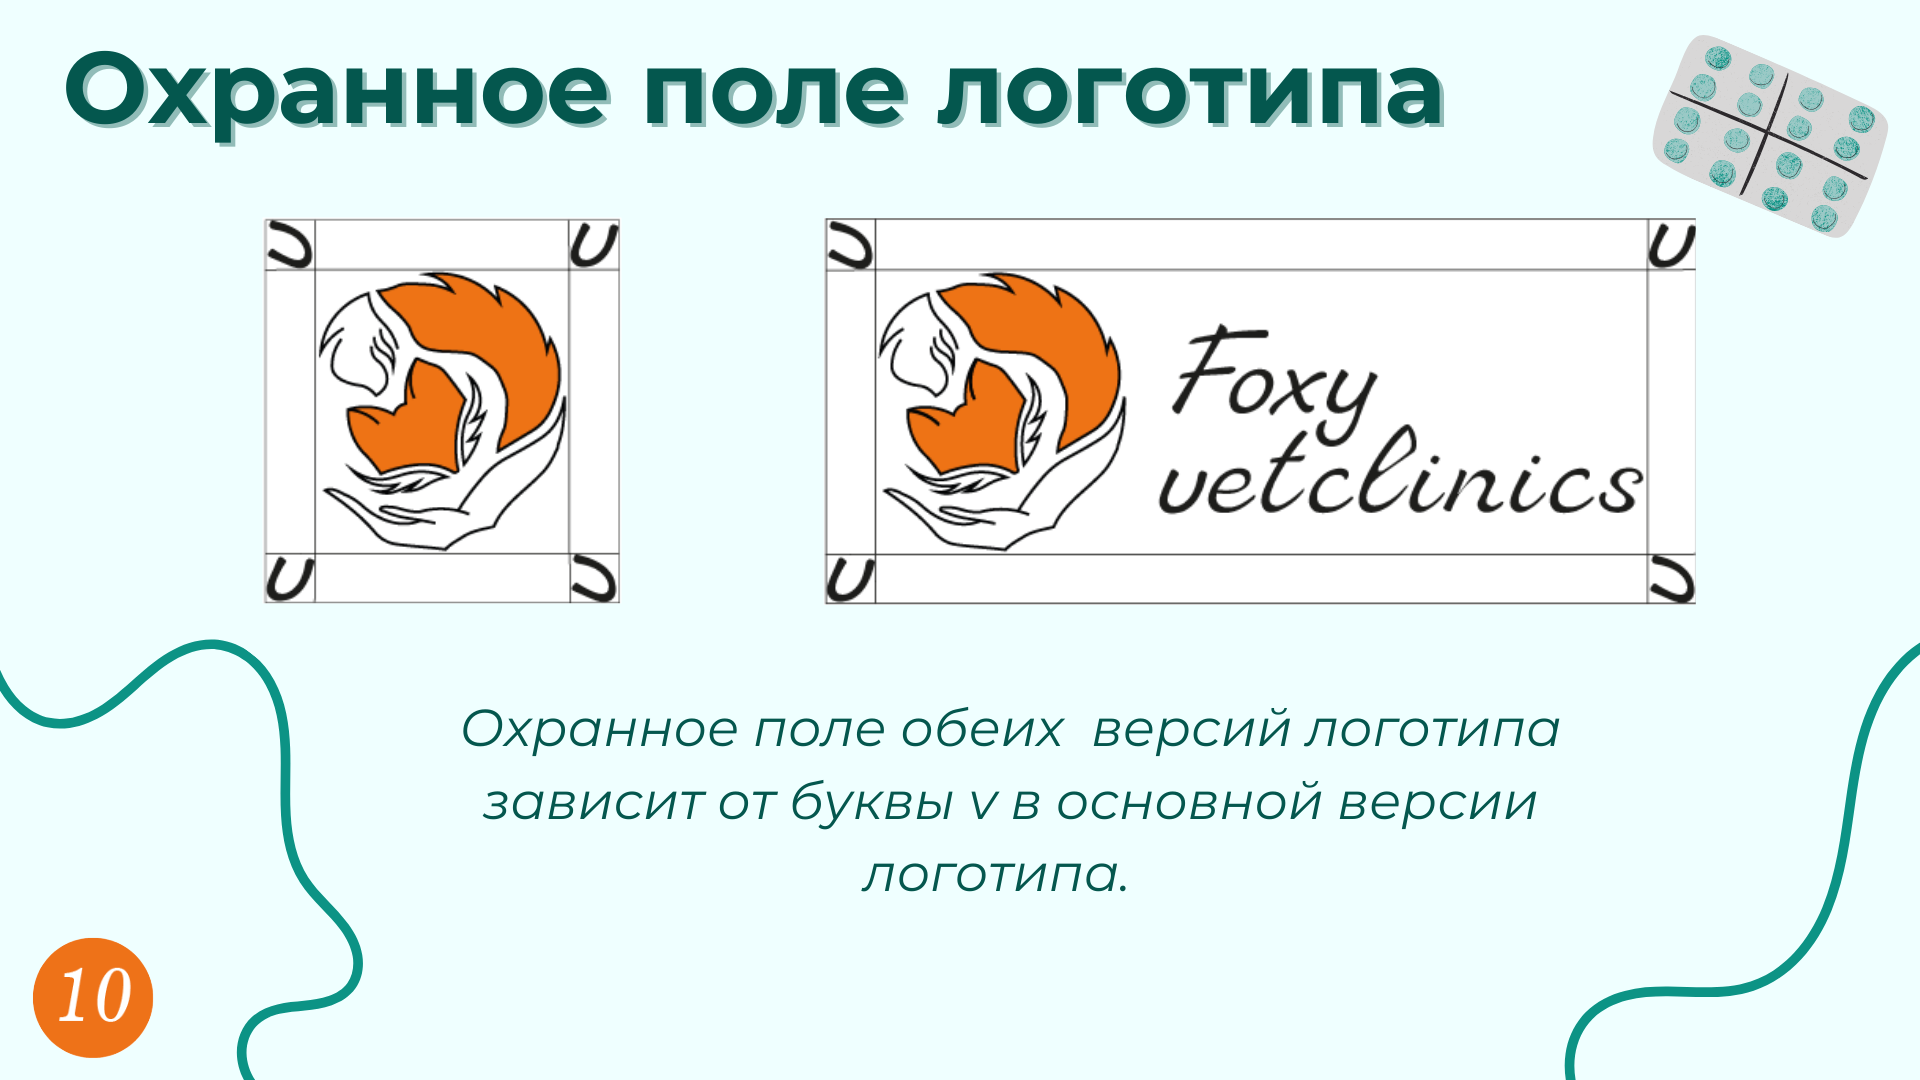 Охранное поле логотипа
v v v v
Foxy
vetclinics
v v v v
Охранное поле обеих версий логотипа
зависит от буквы v в основной версии
логотипа.
10